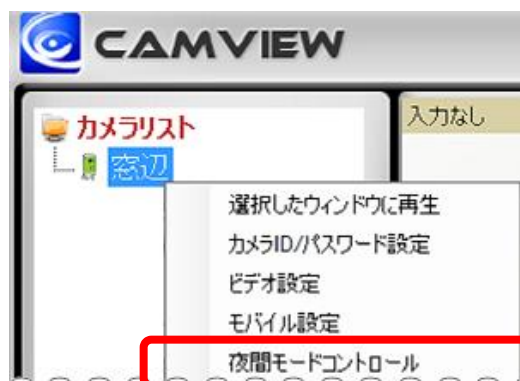 CAMVIEW
カメラリスト
窓辺
入力なし
選択したウィンドウに再生
カメラID/パスワード設定
ビデオ設定
モバイル設定
夜間モードコントロール